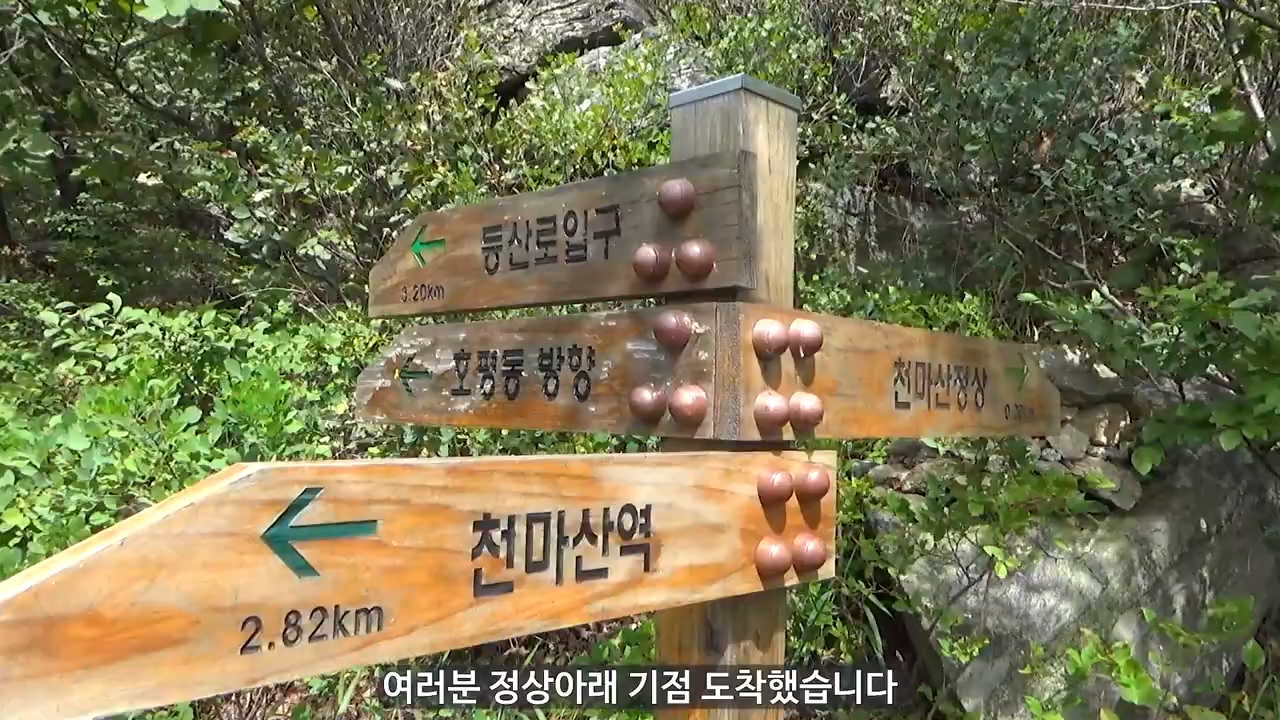 등산로입구
3.20km
호평동 방향
천마산정상
천마산역
2.82km
여러분 정상아래 기점 도착했습니다